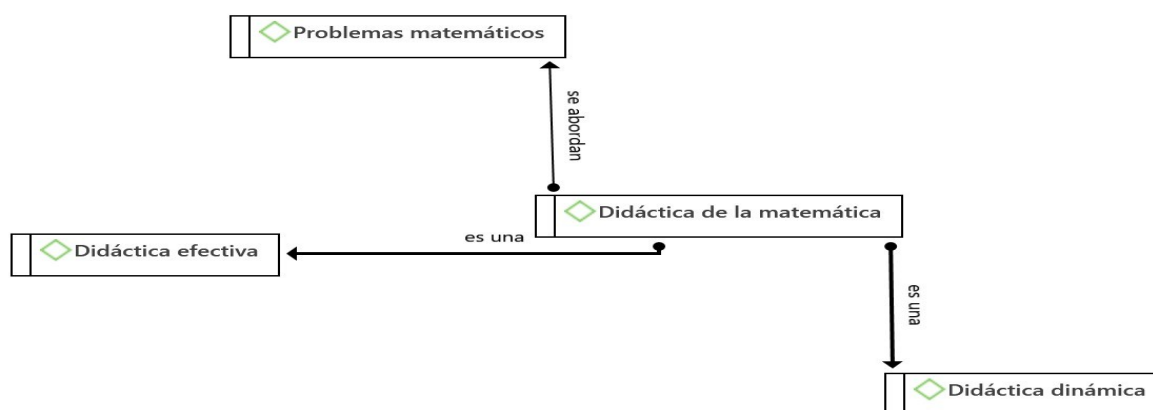 Problemas matemáticos
se abordan
Didáctica de la matemática
es una
Didáctica efectiva
es una
Didáctica dinámica